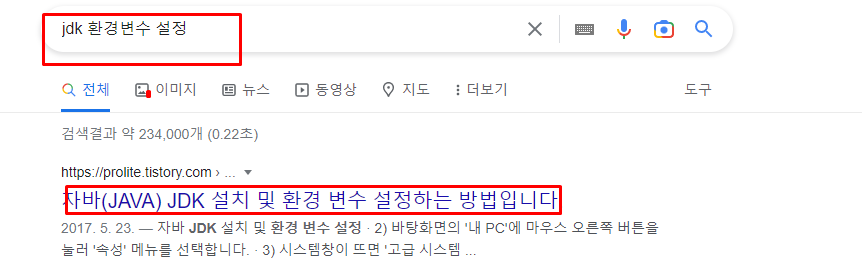 jdk 환경변수 설정
전체 이미지 뉴스 동영상 지도 더보기 도구
검색결과 약 234,000개 (0.22초)
https://prolite.tistory.com › ...
자바(JAVA) JDK 설치 및 환경 변수 설정하는 방법입니다
2017. 5. 23. — 자바 JDK 설치 및 환경 변수 설정 · 2) 바탕화면의 '내 PC'에 마우스 오른쪽 버튼을
눌러 '속성' 메뉴를 선택합니다. · 3) 시스템창이 뜨면 '고급 시스템 ...